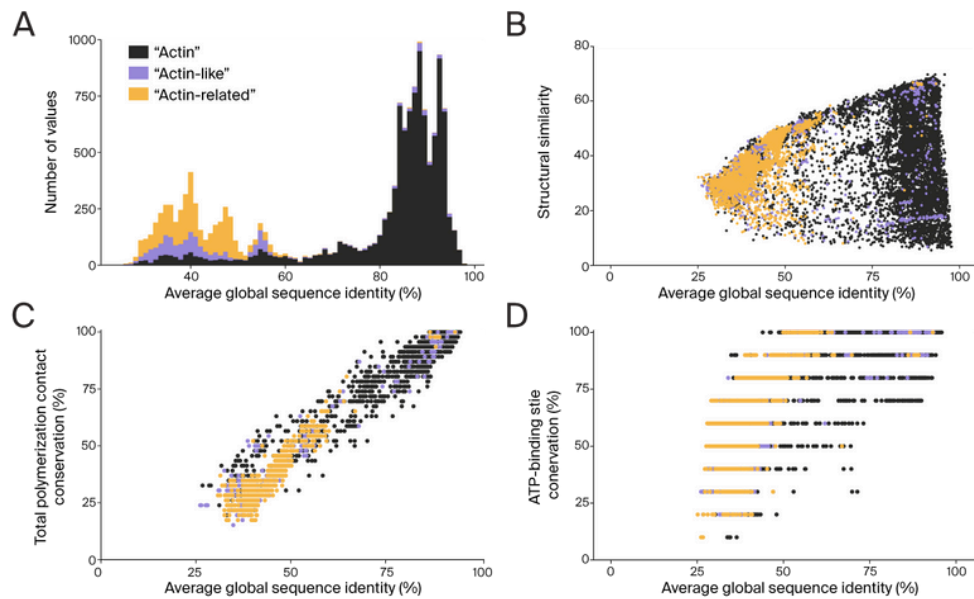 A
1000
750
500
250
0
Number of values
"Actin"
"Actin-like"
"Actin-related"
40
60
80
100
Average global sequence identity (%)
B
80
60
40
20
0
Structural similarity
0
25
50
75
100
Average global sequence identity (%)
C
100
75
50
25
0
Total polymerization contact
conservation (%)
0
25
50
75
100
Average global sequence identity (%)
D
100
75
50
25
0
ATP-binding stie
conervation (%)
0
25
50
75
100
Average global sequence identity (%)